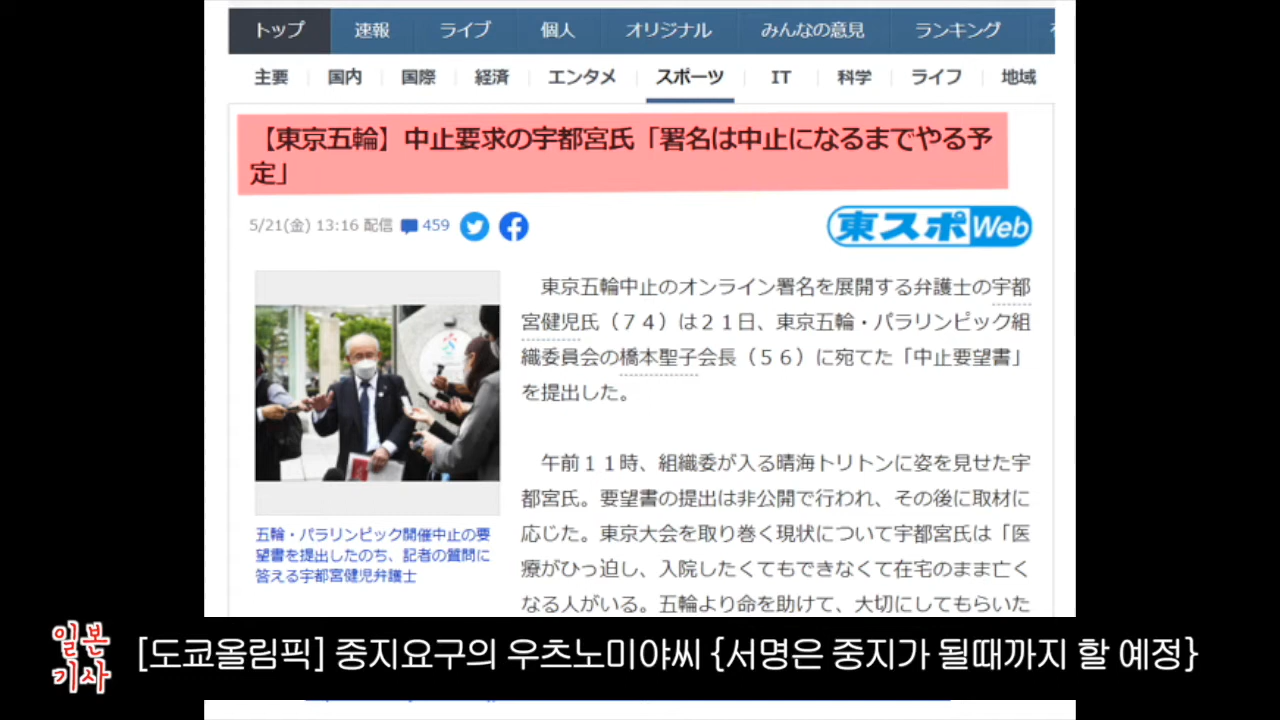 トップ 速報 ライブ 個人 オリジナル みんなの意見 ランキング
主要 国内 国際 経済 エンタメ スポーツ IT 科学 ライフ 地域
【東京五輪】中止要求の宇都宮氏「署名は中止になるまでやる予
定」
5/21(金) 13:16 配信 459
東スポWeb
東京五輪中止のオンライン署名を展開する弁護士の宇都
宮健児氏（７４）は２１日、東京五輪・パラリンピック組
織委員会の橋本聖子会長（５６）に宛てた「中止要望書」
を提出した。
午前１１時、組織委が入る晴海トリトンに姿を見せた宇
都宮氏。要望書の提出は非公開で行われ、その後に取材に
応じた。東京大会を取り巻く現状について宇都宮氏は「医
療がひっ迫し、入院したくてもできなくて在宅のまま亡く
なる人がいる。五輪より命を助けて、大切にしてもらいた
五輪・パラリンピック開催中止の要
望書を提出したのち、記者の質問に
答える宇都宮健児弁護士
일본
기사
[도쿄올림픽] 중지요구의 우츠노미야씨 {서명은 중지가 될때까지 할 예정}